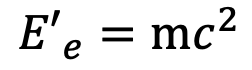 E'ₑ = mc²